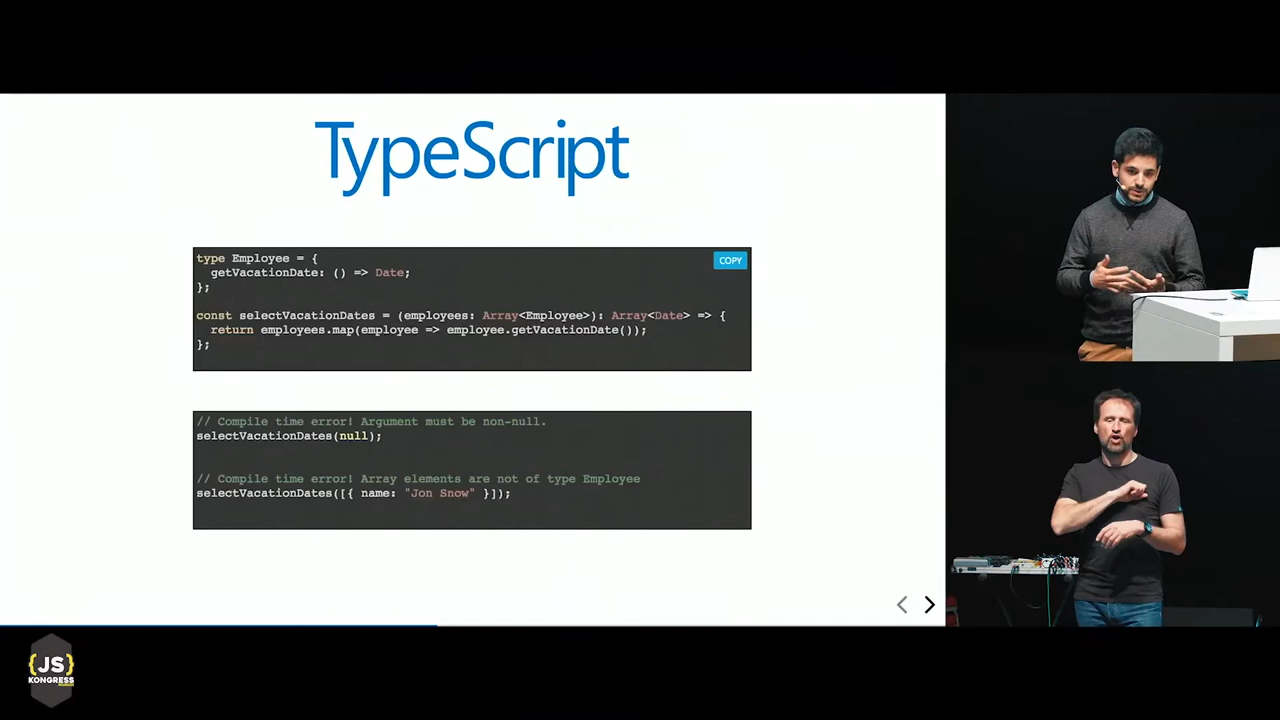 TypeScript
type Employee = {
  getVacationDate: () => Date;
};
const selectVacationDates = (employees: Array<Employee>): Array<Date> => {
  return employees.map(employee => employee.getVacationDate());
};
COPY
// Compile time error! Argument must be non-null.
selectVacationDates(null);
// Compile time error! Array elements are not of type Employee
selectVacationDates([{ name: "Jon Snow" }]);
{JS}
KONGRESS